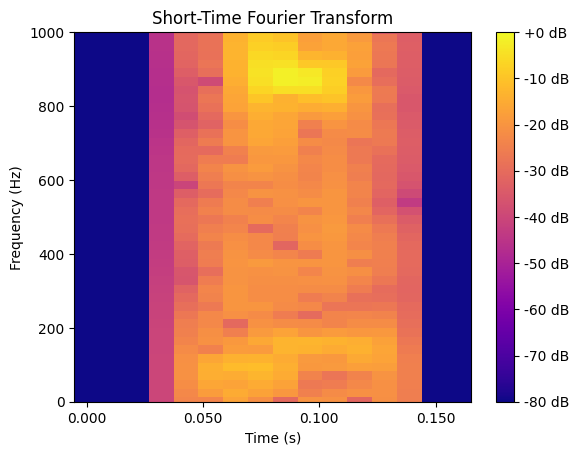 Short-Time Fourier Transform
1000
800
600
400
200
0
Frequency (Hz)
0.000
0.050
0.100
0.150
Time (s)
+0 dB
-10 dB
-20 dB
-30 dB
-40 dB
-50 dB
-60 dB
-70 dB
-80 dB